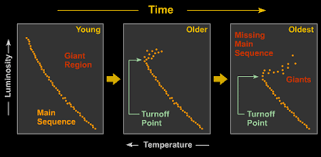 Time
Young
Older
Oldest
Luminosity
Giant
Region
Main
Sequence
Turnoff
Point
Missing
Main
Sequence
Giants
Turnoff
Point
Temperature